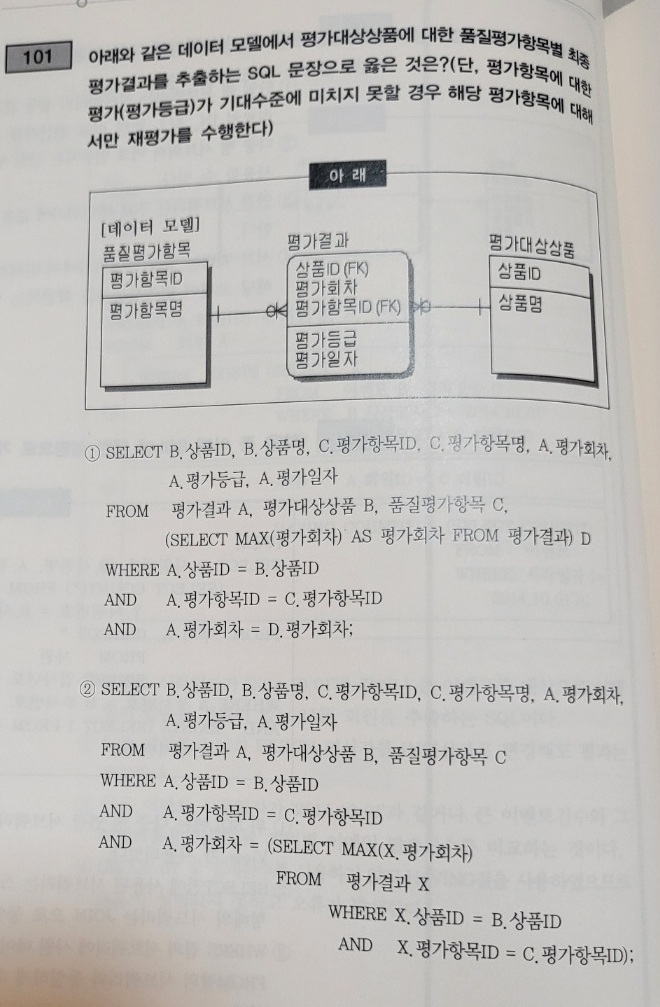 101
아래와 같은 데이터 모델에서 평가대상상품에 대한 품질평가항목별 최종
평가결과를 추출하는 SQL 문장으로 옳은 것은?(단, 평가항목에 대한
평가(평가등급)가 기대수준에 미치지 못할 경우 해당 평가항목에 대해
서만 재평가를 수행한다)
아 래
[데이터 모델]
품질평가항목
평가항목ID
평가항목명
평가결과
상품ID (FK)
평가회차
평가항목ID (FK)
평가등급
평가일자
평가대상상품
상품ID
상품명
① SELECT B.상품ID, B.상품명, C.평가항목ID, C.평가항목명, A.평가회차,
A.평가등급, A.평가일자
FROM 평가결과 A, 평가대상상품 B, 품질평가항목 C,
(SELECT MAX(평가회차) AS 평가회차 FROM 평가결과) D
WHERE A.상품ID = B.상품ID
AND A.평가항목ID = C.평가항목ID
AND A.평가회차 = D.평가회차;
② SELECT B.상품ID, B.상품명, C.평가항목ID, C.평가항목명, A.평가회차,
A.평가등급, A.평가일자
FROM 평가결과 A, 평가대상상품 B, 품질평가항목 C
WHERE A.상품ID = B.상품ID
AND A.평가항목ID = C.평가항목ID
AND A.평가회차 = (SELECT MAX(X.평가회차)
FROM 평가결과 X
WHERE X.상품ID = B.상품ID
AND X.평가항목ID = C.평가항목ID);